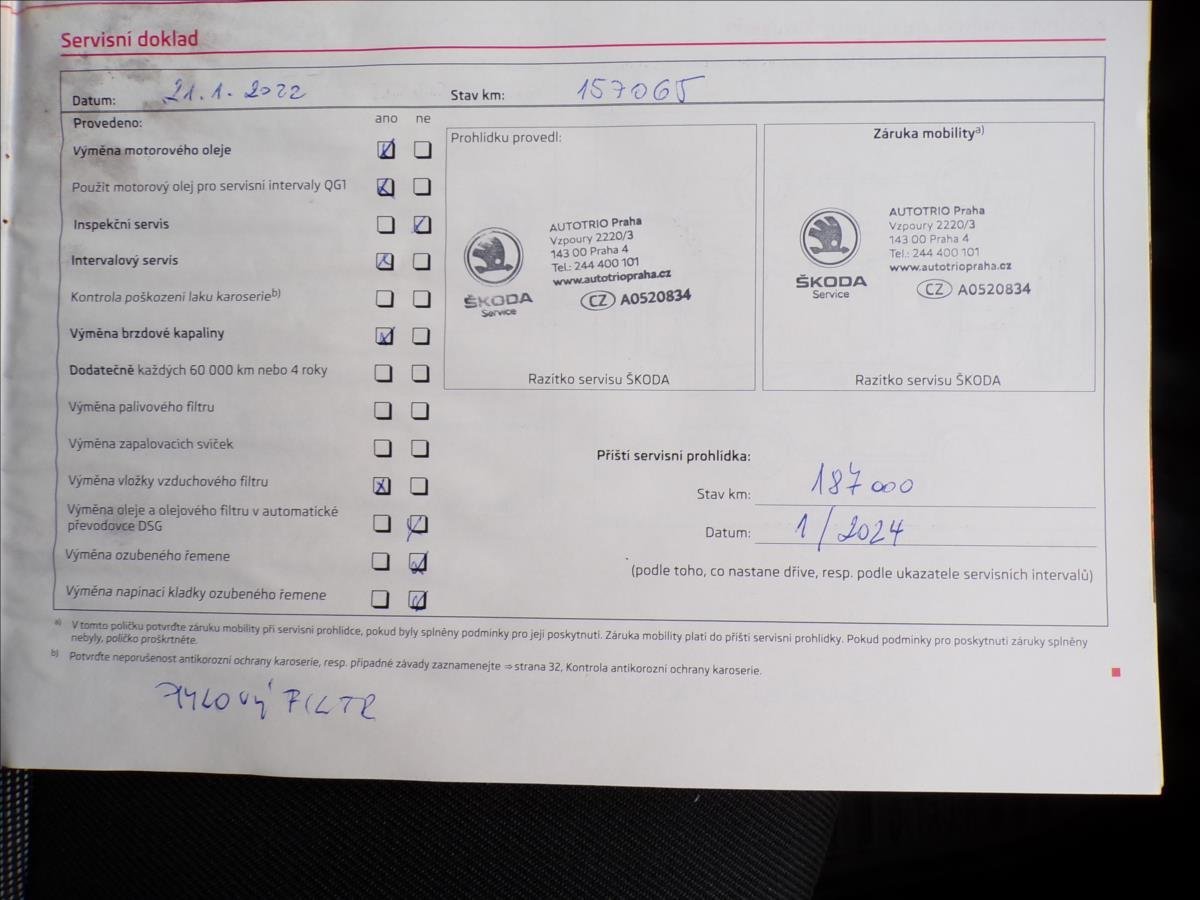 Servisní doklad
Datum: 21.1.2022 Stav km: 157065
Provedeno: ano ne
Výměna motorového oleje
Použit motorový olej pro servisní intervaly QG1
Inspekční servis
Intervalový servis
Kontrola poškození laku karoserie b)
Výměna brzdové kapaliny
Dodatečně každých 60 000 km nebo 4 roky
Výměna palivového filtru
Výměna zapalovacích svíček
Výměna vložky vzduchového filtru
Výměna oleje a olejového filtru v automatické
převodovce DSG
Výměna ozubeného řemene
Výměna napínací kladky ozubeného řemene
Prohlídku provedl:
AUTOTRIO Praha
Vzpoury 2220/3
143 00 Praha 4
Tel.: 244 400 101
www.autotriopraha.cz
ŠKODA
Service
CZ A0520834
Razítko servisu ŠKODA
Záruka mobility a)
AUTOTRIO Praha
Vzpoury 2220/3
143 00 Praha 4
Tel.: 244 400 101
www.autotriopraha.cz
ŠKODA
Service
CZ A0520834
Razítko servisu ŠKODA
Příští servisní prohlídka:
Stav km: 187 000
Datum: 1/2024
(podle toho, co nastane dříve, resp. podle ukazatele servisních intervalů)
a) V tomto políčku potvrďte záruku mobility při servisní prohlídce, pokud byly splněny podmínky pro její poskytnutí. Záruka mobility platí do příští servisní prohlídky. Pokud podmínky pro poskytnutí záruky splněny
nebyly, políčko proškrtněte.
b) Potvrďte neporušenost antikorozní ochrany karoserie, resp. případné závady zaznamenejte ⇒ strana 32, Kontrola antikorozní ochrany karoserie.
PYLOVÝ FILTR